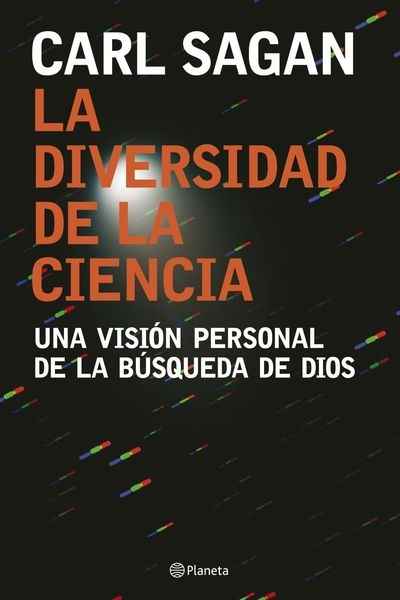 CARL SAGAN
LA
DIVERSIDAD
DE LA
CIENCIA
UNA VISIÓN PERSONAL
DE LA BÚSQUEDA DE DIOS
Planeta